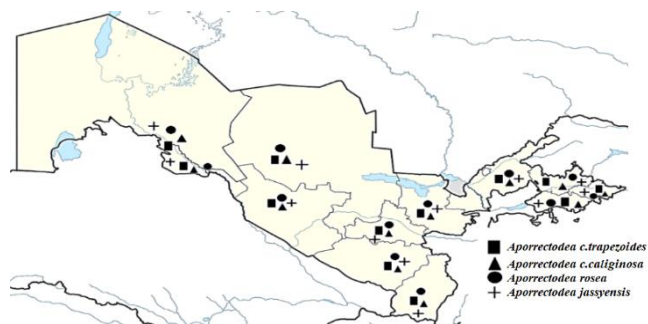 Aporrectodea c.trapezoides
Aporrectodea c.caliginosa
Aporrectodea rosea
Aporrectodea jassyensis